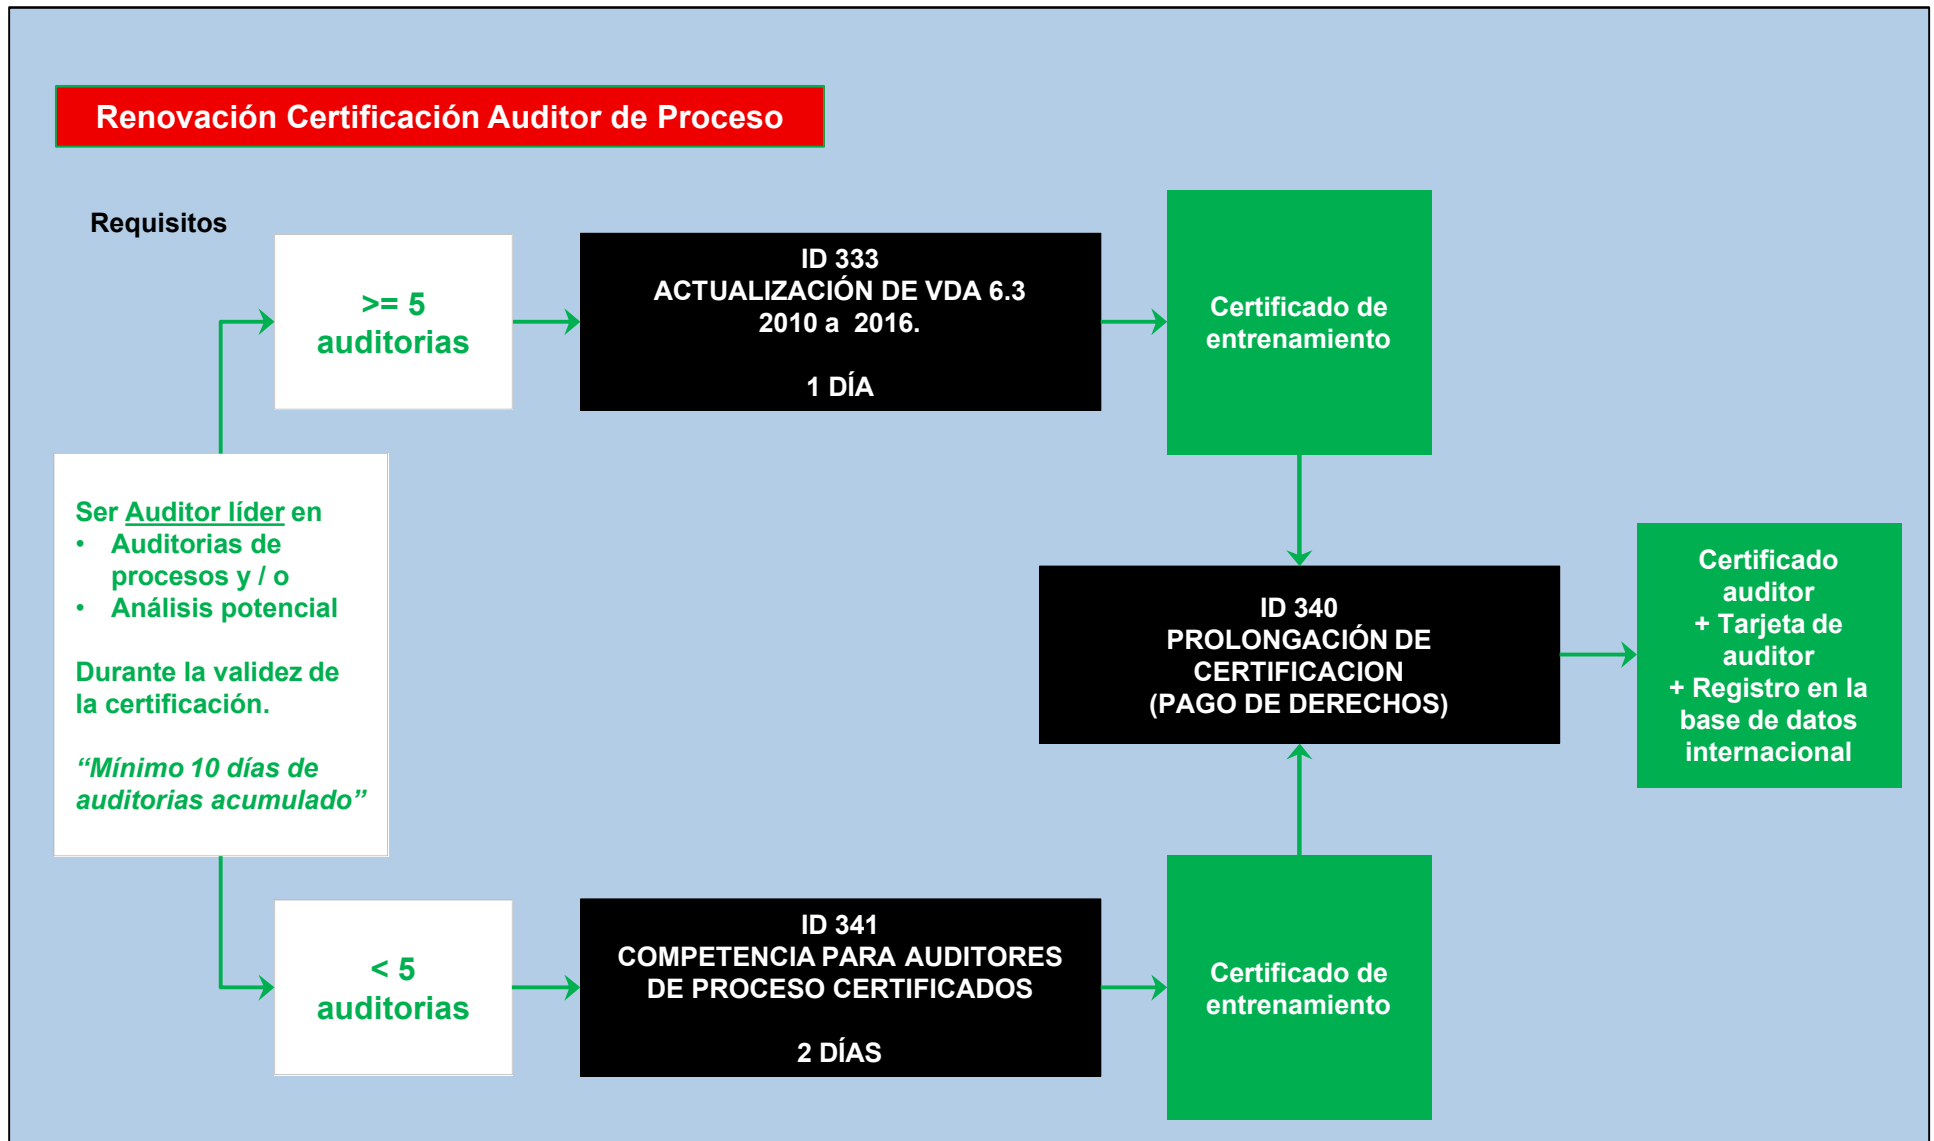 Renovación Certificación Auditor de Proceso
Requisitos
>= 5
auditorias
ID 333
ACTUALIZACIÓN DE VDA 6.3
2010 a 2016.
1 DÍA
Certificado de
entrenamiento
Ser Auditor líder en
• Auditorias de
procesos y / o
• Análisis potencial
Durante la validez de
la certificación.
“Mínimo 10 días de
auditorias acumulado”
ID 340
PROLONGACIÓN DE
CERTIFICACION
(PAGO DE DERECHOS)
Certificado
auditor
+ Tarjeta de
auditor
+ Registro en la
base de datos
internacional
< 5
auditorias
ID 341
COMPETENCIA PARA AUDITORES
DE PROCESO CERTIFICADOS
2 DÍAS
Certificado de
entrenamiento